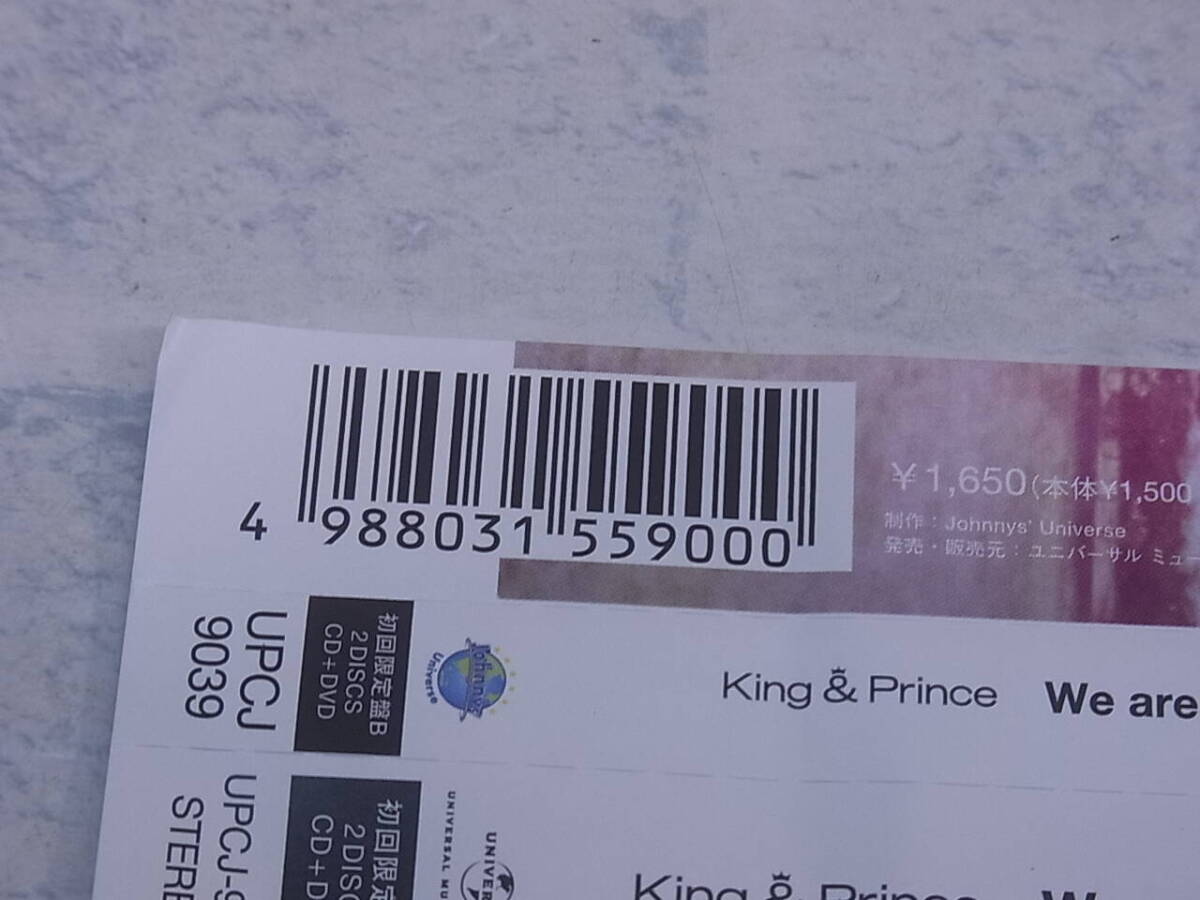 4 988031 559000
¥1,650(本体¥1,500
制作：Johnnys' Universe
発売・販売元：ユニバーサル ミュー
UPCJ
9039
初回限定盤B
2DISCS
CD+DVD
Johnnys
Universe
King & Prince We are
UPCJ-9
STERE
初回限定
2DISC
CD+D
UNIVERSAL MU
UNIVER
King & Prince